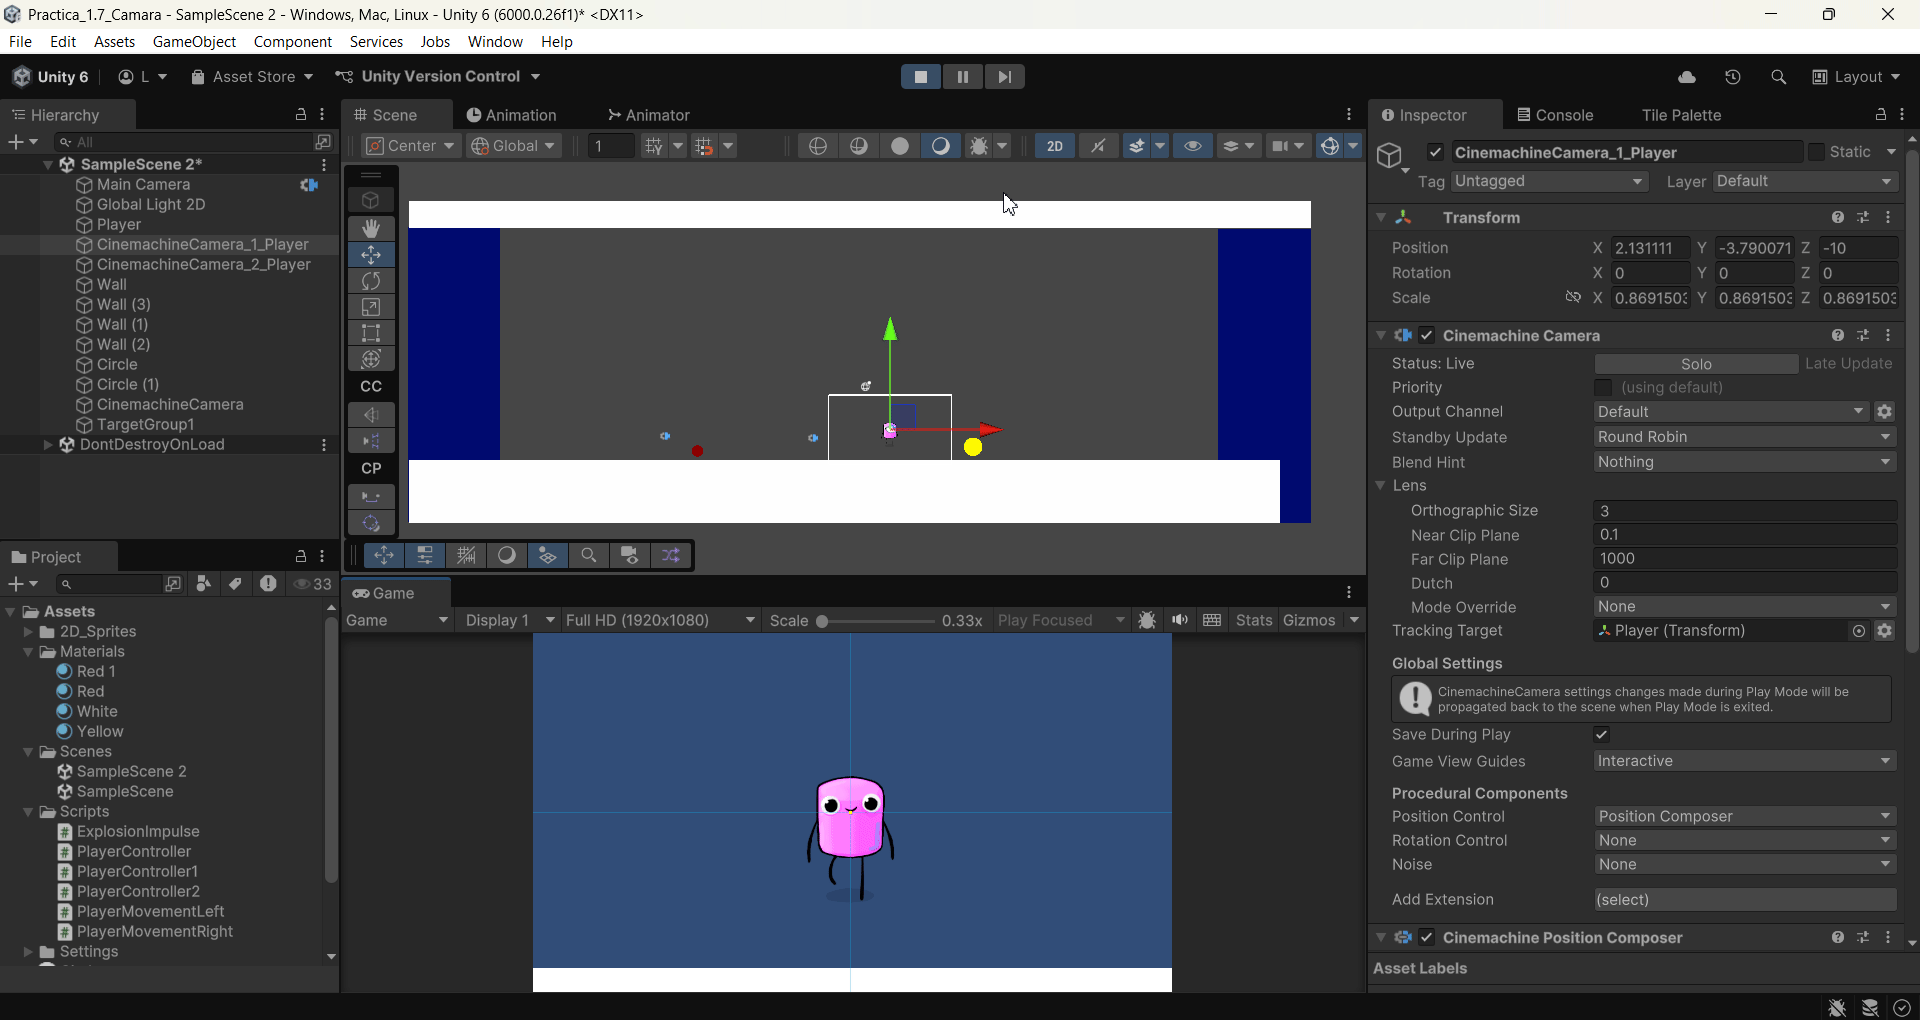 Practica_1.7_Camara - SampleScene 2 - Windows, Mac, Linux - Unity 6 (6000.0.26f1)* <DX11>
File Edit Assets GameObject Component Services Jobs Window Help
Unity 6 L Asset Store Unity Version Control Layout
Hierarchy
All
SampleScene 2*
Main Camera
Global Light 2D
Player
CinemachineCamera_1_Player
CinemachineCamera_2_Player
Wall
Wall (3)
Wall (1)
Wall (2)
Circle
Circle (1)
CinemachineCamera
TargetGroup1
DontDestroyOnLoad
Project
33
Assets
2D_Sprites
Materials
Red 1
Red
White
Yellow
Scenes
SampleScene 2
SampleScene
Scripts
ExplosionImpulse
PlayerController
PlayerController1
PlayerController2
PlayerMovementLeft
PlayerMovementRight
Settings
Scene Animation Animator
Center Global 1 2D
CC
CP
Game
Game Display 1 Full HD (1920x1080) Scale 0.33x Play Focused Stats Gizmos
Inspector Console Tile Palette
CinemachineCamera_1_Player Static
Tag Untagged Layer Default
Transform
Position X 2.131111 Y -3.790071 Z -10
Rotation X 0 Y 0 Z 0
Scale X 0.8691503 Y 0.8691503 Z 0.8691503
Cinemachine Camera
Status: Live Solo Late Update
Priority (using default)
Output Channel Default
Standby Update Round Robin
Blend Hint Nothing
Lens
Orthographic Size 3
Near Clip Plane 0.1
Far Clip Plane 1000
Dutch 0
Mode Override None
Tracking Target Player (Transform)
Global Settings
CinemachineCamera settings changes made during Play Mode will be
propagated back to the scene when Play Mode is exited.
Save During Play
Game View Guides Interactive
Procedural Components
Position Control Position Composer
Rotation Control None
Noise None
Add Extension (select)
Cinemachine Position Composer
Asset Labels